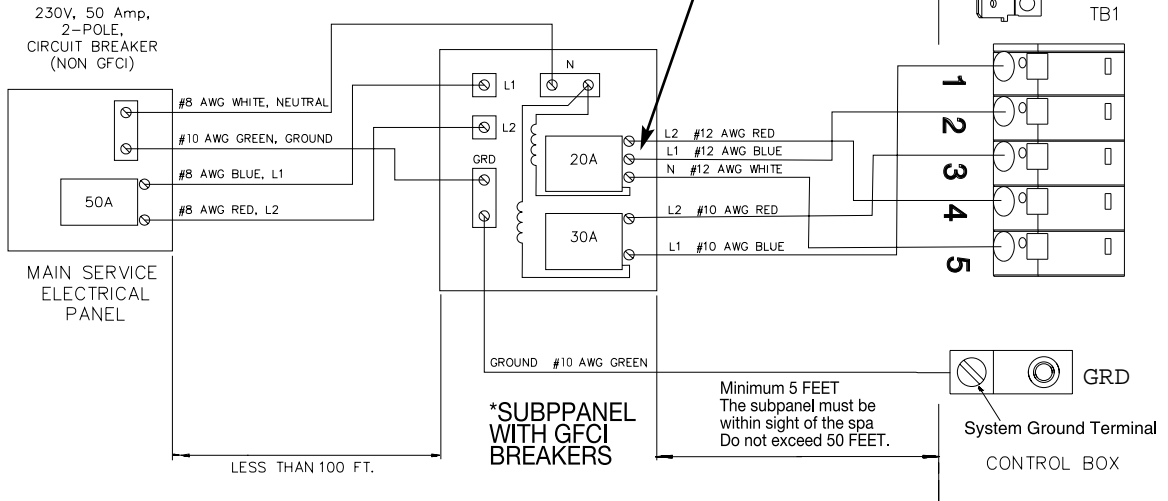 230V, 50 Amp,
2-POLE,
CIRCUIT BREAKER
(NON GFCI)
#8 AWG WHITE, NEUTRAL
#10 AWG GREEN, GROUND
#8 AWG BLUE, L1
#8 AWG RED, L2
50A
MAIN SERVICE
ELECTRICAL
PANEL
L1
N
L2
GRD
20A
30A
L2 #12 AWG RED
L1 #12 AWG BLUE
N #12 AWG WHITE
L2 #10 AWG RED
L1 #10 AWG BLUE
TB1
1
2
3
4
5
GROUND #10 AWG GREEN
*SUBPPANEL
WITH GFCI
BREAKERS
Minimum 5 FEET
The subpanel must be
within sight of the spa
Do not exceed 50 FEET.
GRD
System Ground Terminal
CONTROL BOX
LESS THAN 100 FT.